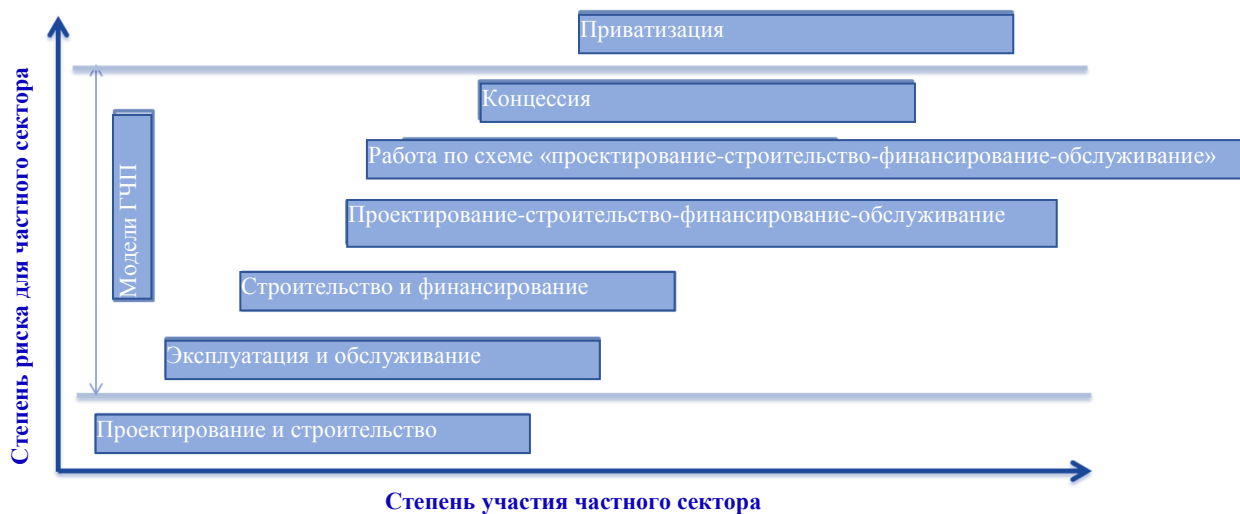 Приватизация
Концессия
Работа по схеме «проектирование-строительство-финансирование-обслуживание»
Проектирование-строительство-финансирование-обслуживание
Строительство и финансирование
Эксплуатация и обслуживание
Проектирование и строительство
Модели ГЧП
Степень риска для частного сектора
Степень участия частного сектора